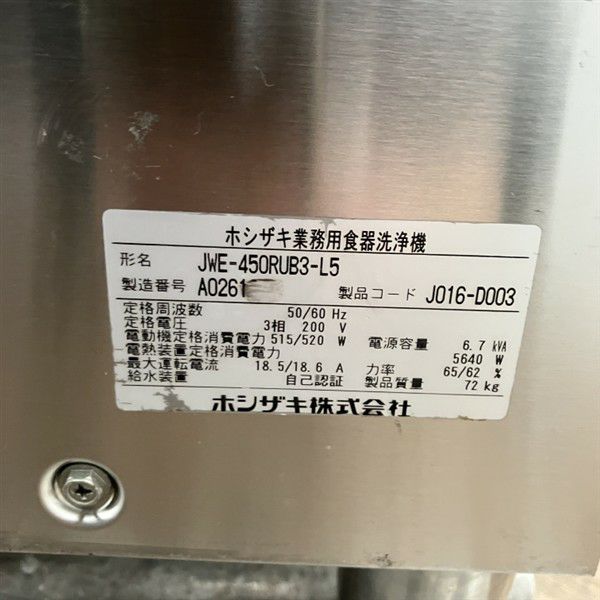 ホシザキ業務用食器洗浄機
形名 JWE-450RUB3-L5
製造番号 A0261 製品コード J016-D003
定格周波数 50/60 Hz
定格電圧 3相 200 V
電動機定格消費電力 515/520 W 電源容量 6.7 kVA
電熱装置定格消費電力 5640 W
最大運転電流 18.5/18.6 A 力率 65/62 %
給水装置 自己認証 製品質量 72 kg
ホシザキ株式会社